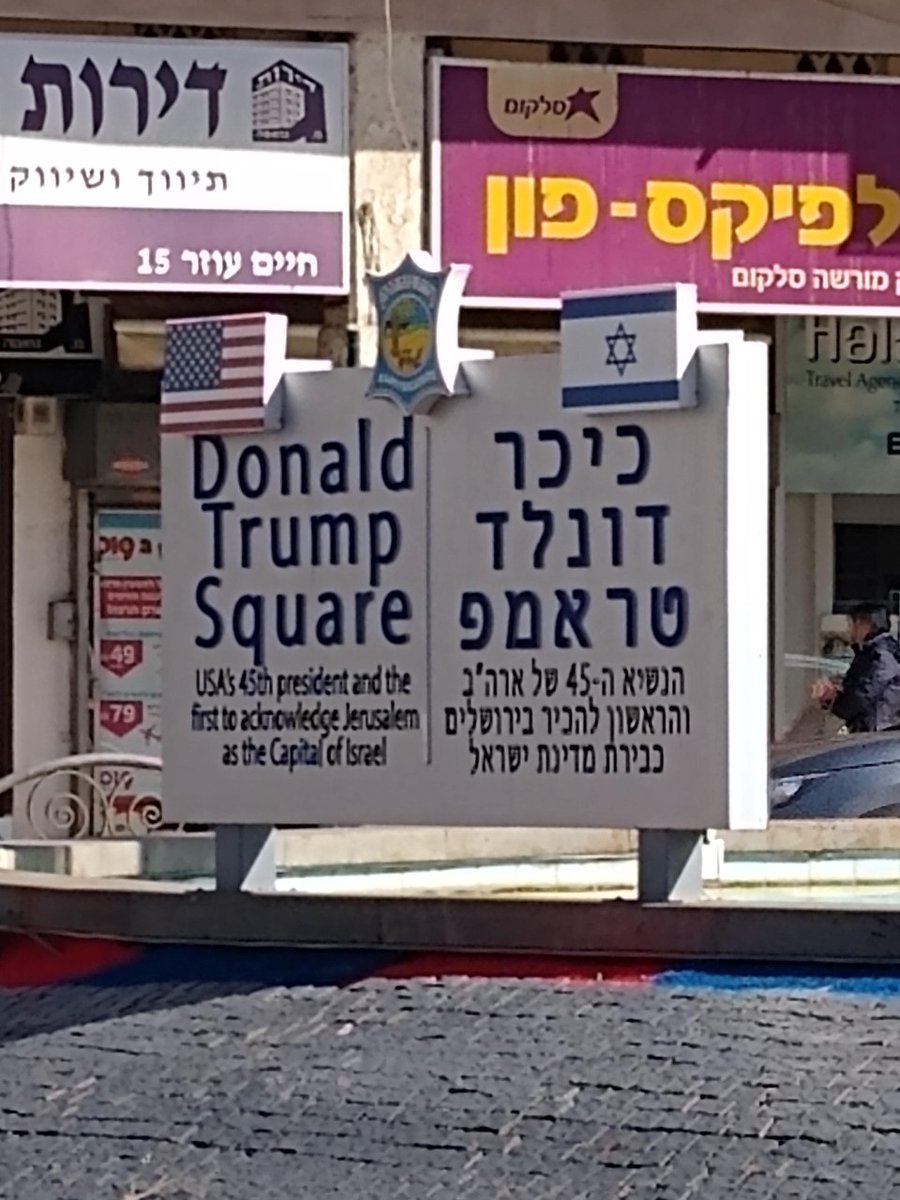 דירות
תיווך ושיווק
חיים עוזר 15
סלקום
לפיקס - פון
מורשה סלקום
Travel
Donald
Trump
Square
USA's 45th president and the
first to acknowledge Jerusalem
as the Capital of Israel
כיכר
דונלד
טראמפ
הנשיא ה-45 של ארה"ב
והראשון להכיר בירושלים
כבירת מדינת ישראל
49
79